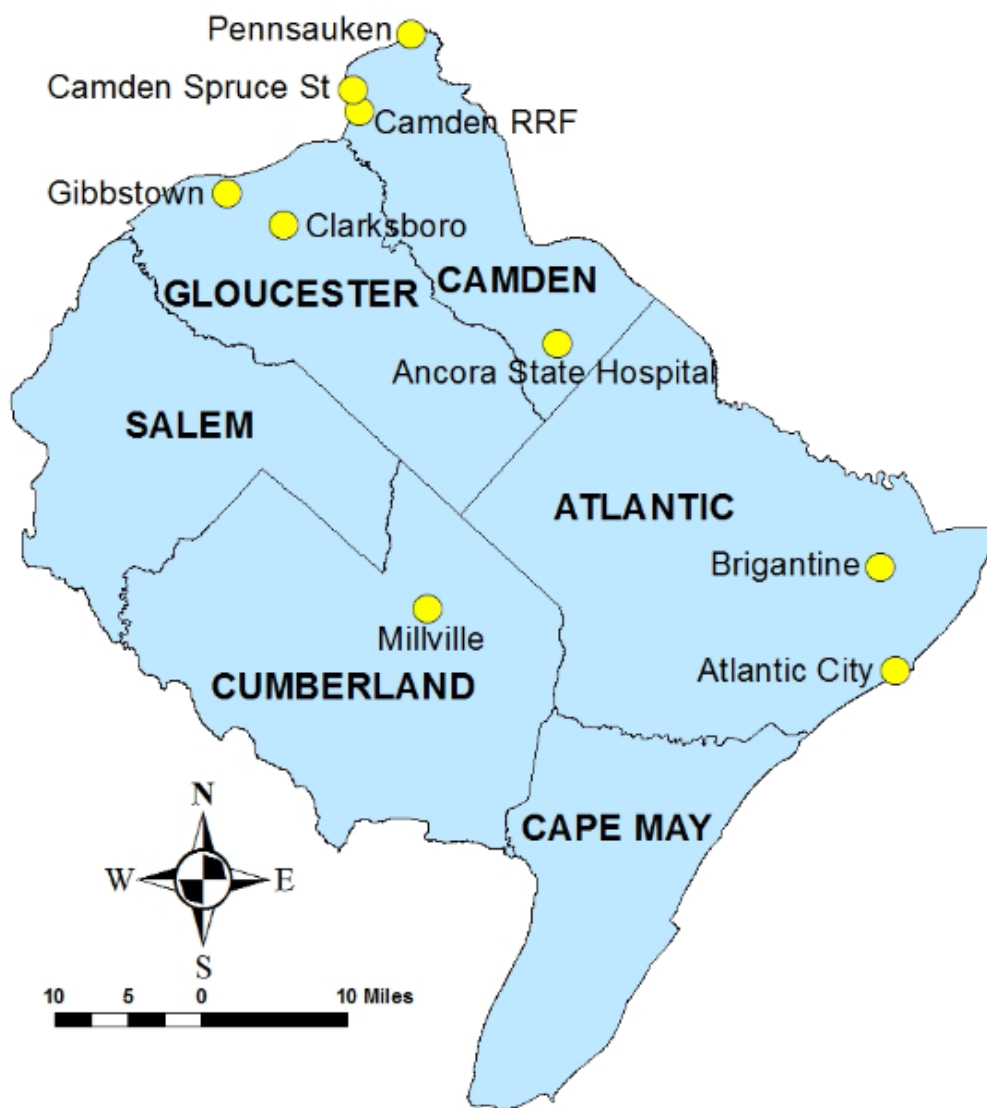 Pennsauken
Camden Spruce St
Camden RRF
Gibbstown
Clarksboro
CAMDEN
GLOUCESTER
Ancora State Hospital
SALEM
ATLANTIC
Brigantine
Millville
Atlantic City
CUMBERLAND
CAPE MAY
N
W E
S
10 5 0 10 Miles